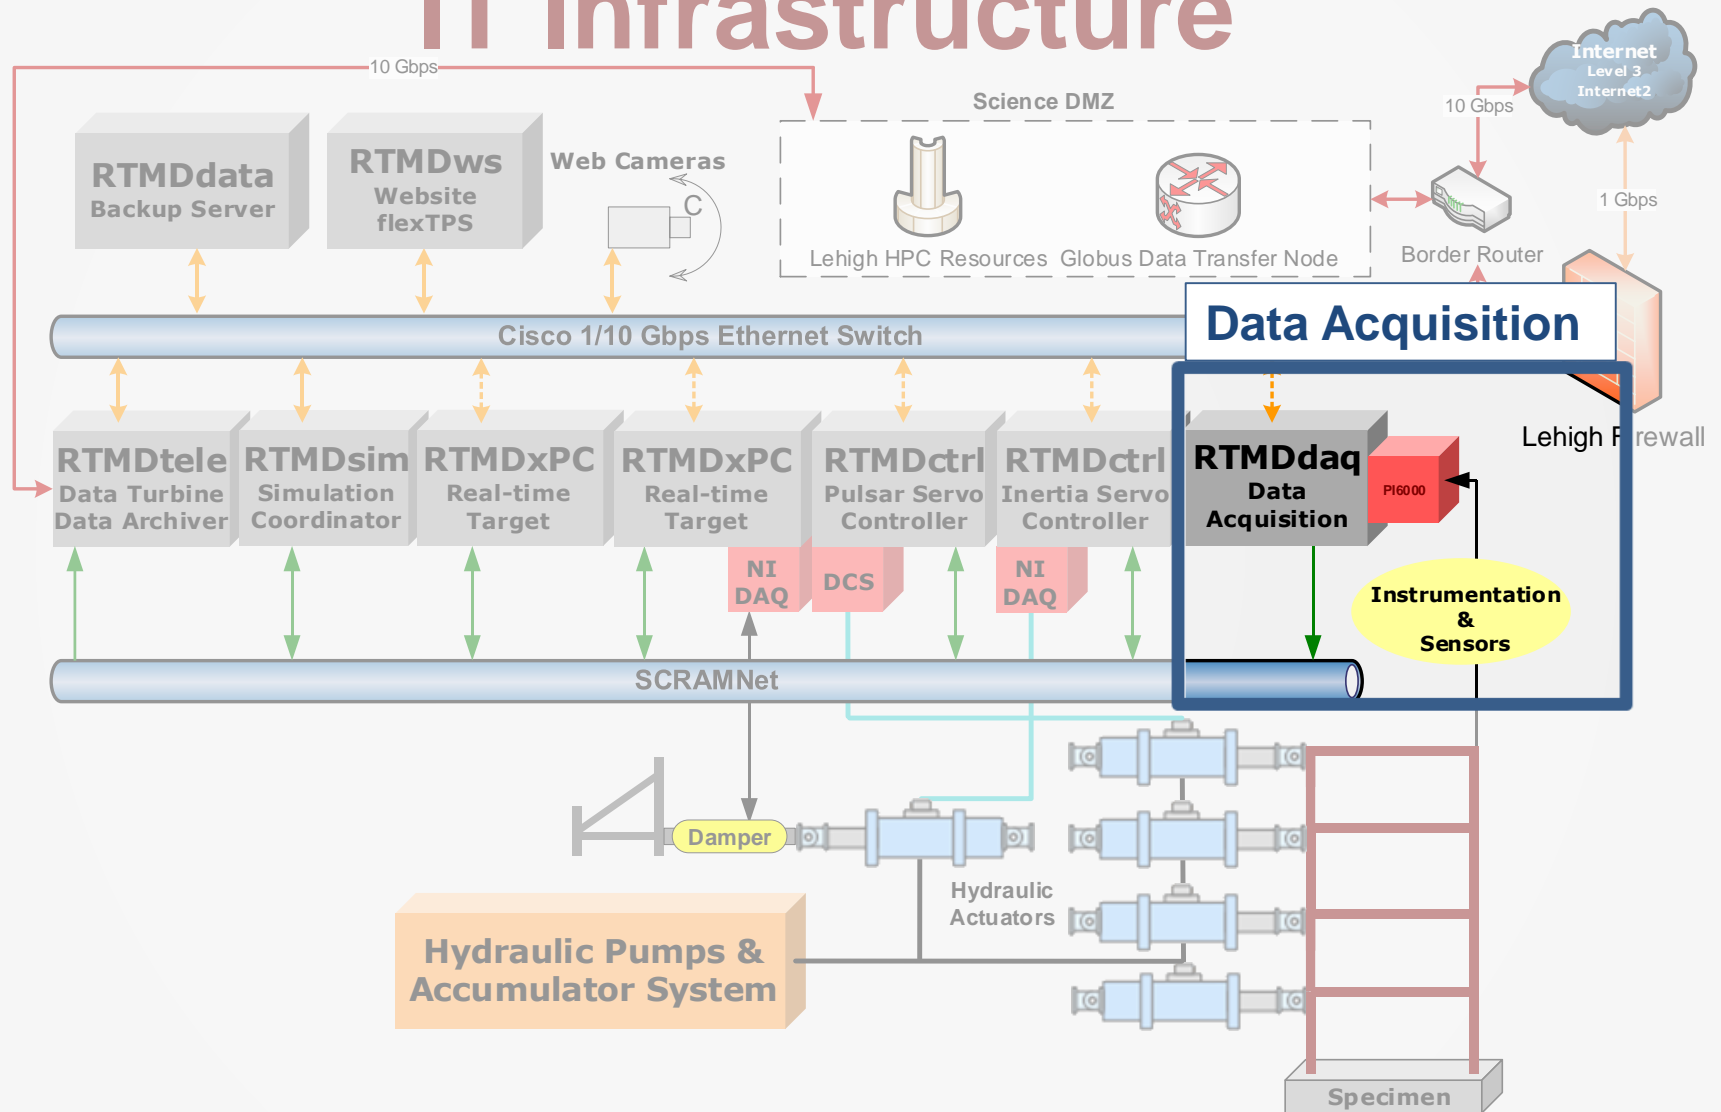 IT Infrastructure
10 Gbps
Internet
Level 3
Internet2
Science DMZ
10 Gbps
RTMDdata
Backup Server
RTMDws
Website
flexTPS
Web Cameras
C
1 Gbps
Lehigh HPC Resources
Globus Data Transfer Node
Border Router
Cisco 1/10 Gbps Ethernet Switch
Data Acquisition
Lehigh Firewall
RTMDtele
Data Turbine
Data Archiver
RTMDsim
Simulation
Coordinator
RTMDxPC
Real-time
Target
RTMDxPC
Real-time
Target
RTMDctrl
Pulsar Servo
Controller
RTMDctrl
Inertia Servo
Controller
RTMDdaq
Data
Acquisition
PI6000
NI
DAQ
DCS
NI
DAQ
Instrumentation
&
Sensors
SCRAMNet
Damper
Hydraulic
Actuators
Hydraulic Pumps &
Accumulator System
Specimen